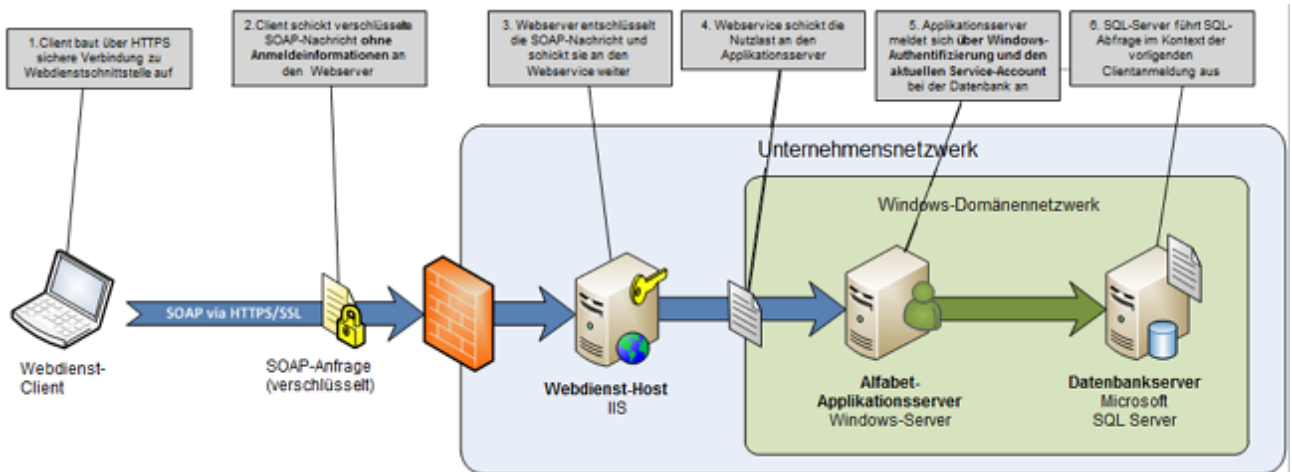 1.Client baut über HTTPS
sichere Verbindung zu
Webdienstschnittstelle auf
2.Client schickt verschlüsselte
SOAP-Nachricht ohne
Anmeldeinformationen an
den Webserver
3. Webserver entschlüsselt
die SOAP-Nachricht und
schickt sie an den
Webservice weiter
4. Webservice schickt die
Nutzlast an den
Applikationsserver
5. Applikationsserver
meldet sich über Windows-
Authentifizierung und den
aktuellen Service-Account
bei der Datenbank an
6. SQL-Server führt SQL-
Abfrage im Kontext der
vorligenden
Clientanmeldung aus
Unternehmensnetzwerk
Windows-Domänennetzwerk
SOAP via HTTPS/SSL
Webdienst-
Client
SOAP-Anfrage
(verschlüsselt)
Webdienst-Host
IIS
Alfabet-
Applikationsserver
Windows-Server
Datenbankserver
Microsoft
SQL Server